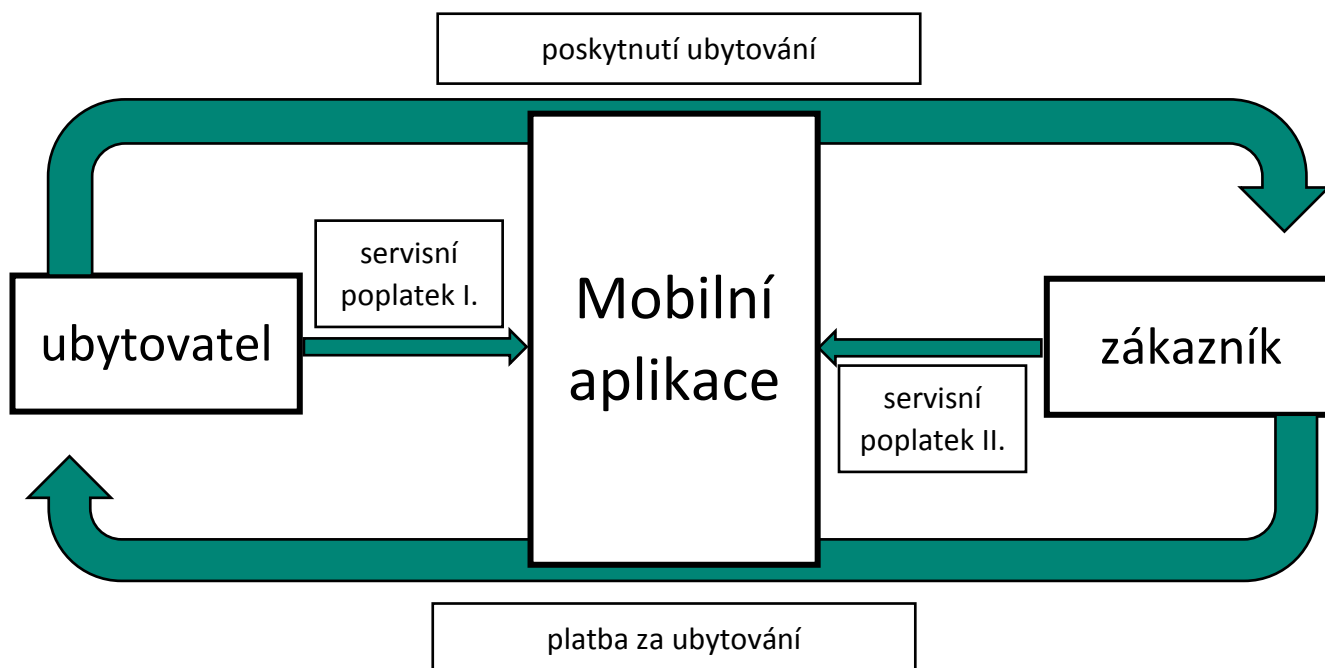 poskytnutí ubytování
servisní
poplatek I.
ubytovatel
Mobilní
aplikace
zákazník
servisní
poplatek II.
platba za ubytování